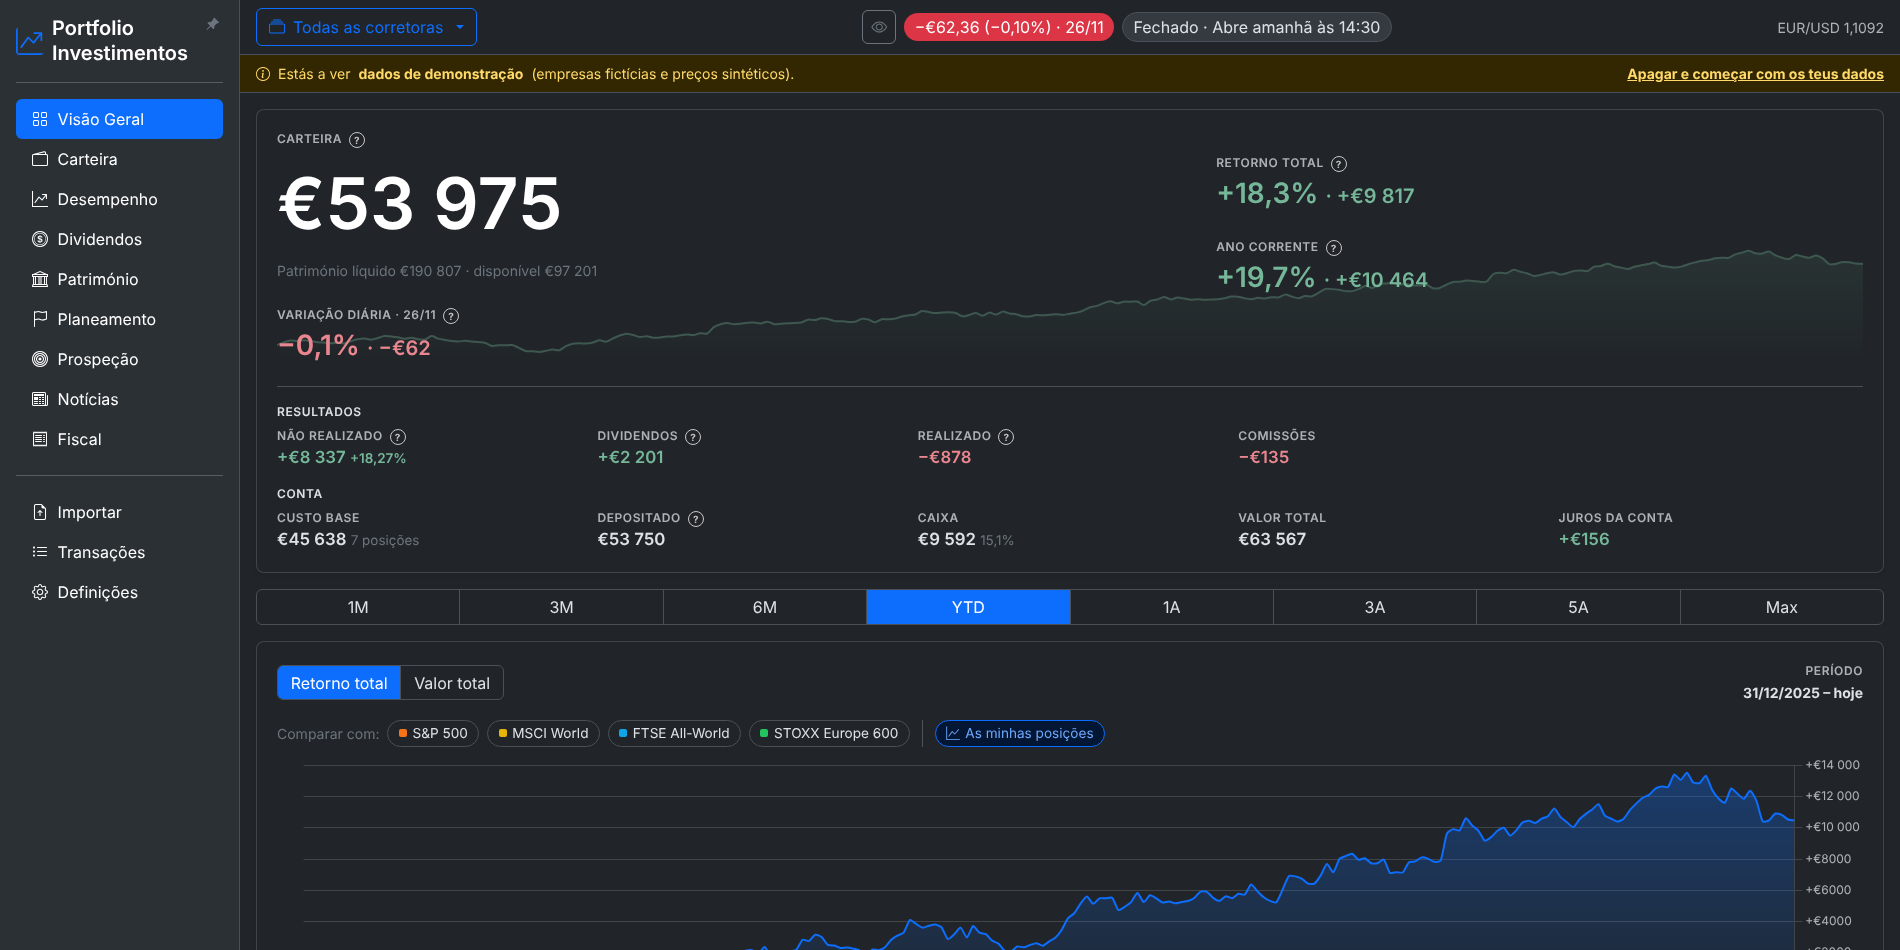 Portfolio
Investimentos
Visão Geral
Carteira
Desempenho
Dividendos
Património
Planeamento
Prospeção
Notícias
Fiscal
Importar
Transações
Definições
Todas as corretoras
−€62,36 (−0,10%) · 26/11
Fechado · Abre amanhã às 14:30
EUR/USD 1,1092
Estás a ver dados de demonstração (empresas fictícias e preços sintéticos).
Apagar e começar com os teus dados
CARTEIRA
€53 975
Património líquido €190 807 · disponível €97 201
VARIAÇÃO DIÁRIA · 26/11
−0,1% · −€62
RETORNO TOTAL
+18,3% · +€9 817
ANO CORRENTE
+19,7% · +€10 464
RESULTADOS
NÃO REALIZADO
+€8 337 +18,27%
DIVIDENDOS
+€2 201
REALIZADO
−€878
COMISSÕES
−€135
CONTA
CUSTO BASE
€45 638 7 posições
DEPOSITADO
€53 750
CAIXA
€9 592 15,1%
VALOR TOTAL
€63 567
JUROS DA CONTA
+€156
1M
3M
6M
YTD
1A
3A
5A
Max
Retorno total
Valor total
PERÍODO
31/12/2025 – hoje
Comparar com:
S&P 500
MSCI World
FTSE All-World
STOXX Europe 600
As minhas posições
+€14 000
+€12 000
+€10 000
+€8000
+€6000
+€4000